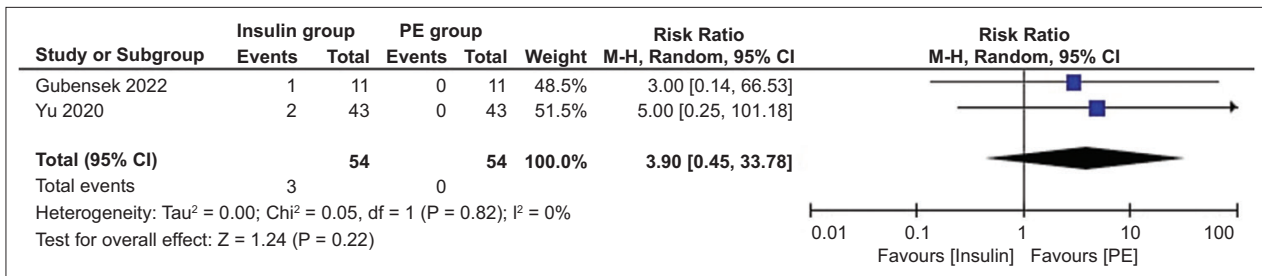 Insulin group PE group Risk Ratio Risk Ratio
Study or Subgroup Events Total Events Total Weight M-H, Random, 95% CI M-H, Random, 95% CI
Gubensek 2022 1 11 0 11 48.5% 3.00 [0.14, 66.53]
Yu 2020 2 43 0 43 51.5% 5.00 [0.25, 101.18]
Total (95% CI) 54 54 100.0% 3.90 [0.45, 33.78]
Total events 3 0
Heterogeneity: Tau² = 0.00; Chi² = 0.05, df = 1 (P = 0.82); I² = 0%
Test for overall effect: Z = 1.24 (P = 0.22)
0.01 0.1 1 10 100
Favours [Insulin] Favours [PE]